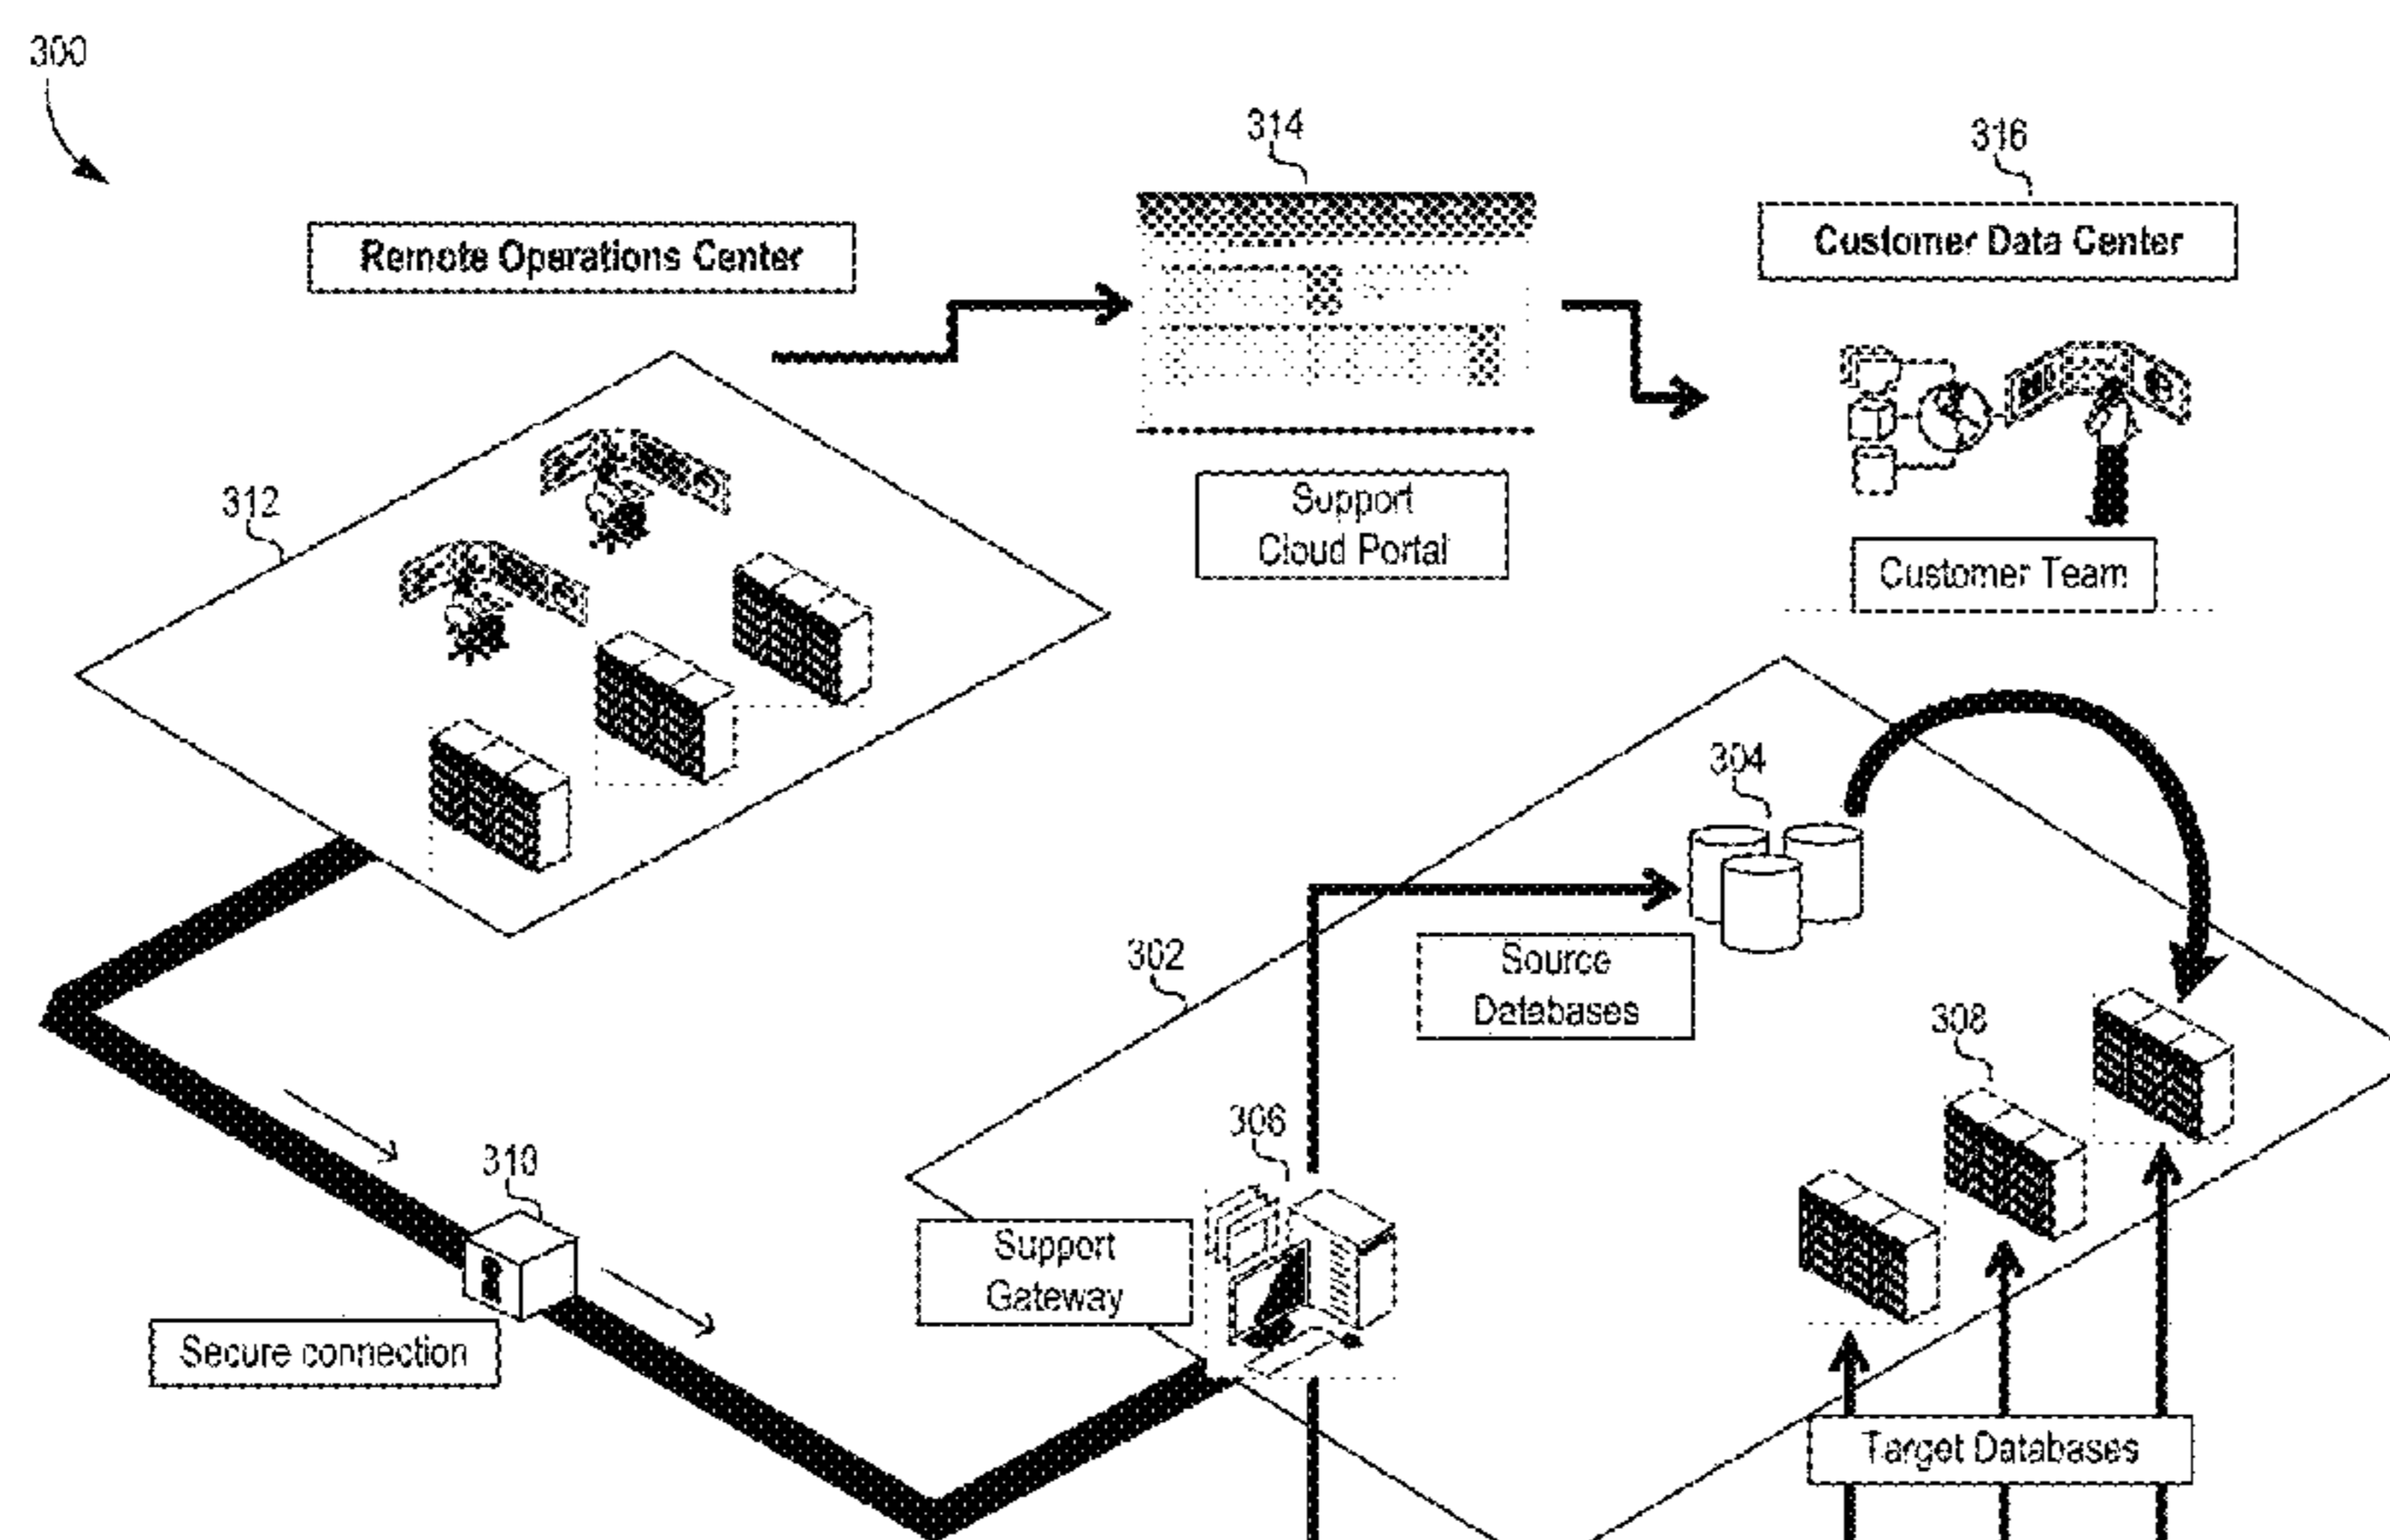 300
314
316
Remote Operations Center
Customer Data Center
312
Support
Cloud Portal
Customer Team
304
302
Source
Databases
308
306
310
Support
Gateway
Secure connection
Target Databases